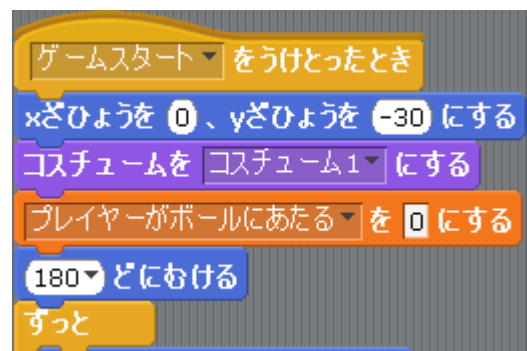 ゲームスタート をうけとったとき
xざひょうを 0 、yざひょうを -30 にする
コスチュームを コスチューム1 にする
プレイヤーがボールにあたる を 0 にする
180 どにむける
ずっと